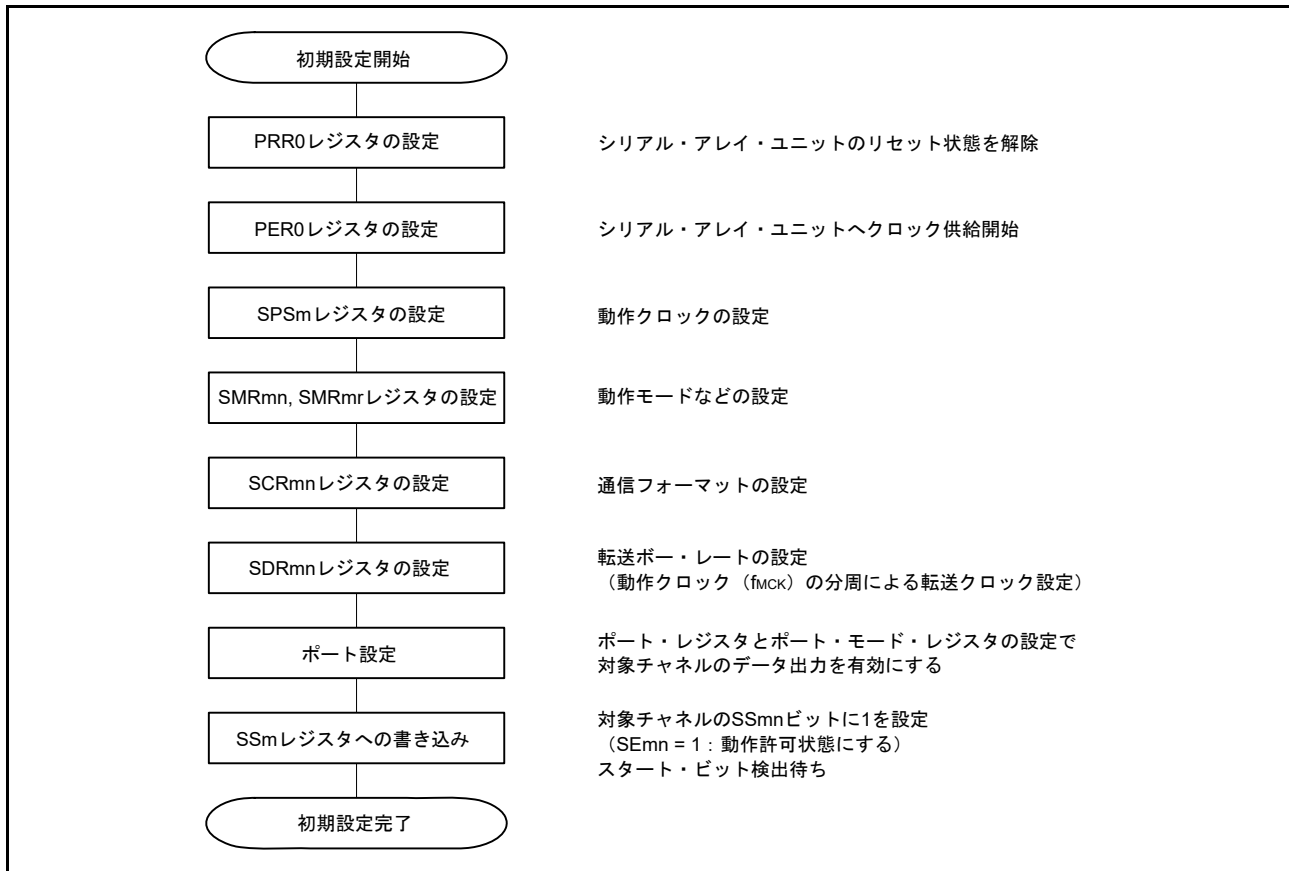 初期設定開始
PRR0レジスタの設定
シリアル・アレイ・ユニットのリセット状態を解除
PER0レジスタの設定
シリアル・アレイ・ユニットへクロック供給開始
SPSmレジスタの設定
動作クロックの設定
SMRmn, SMRmrレジスタの設定
動作モードなどの設定
SCRmnレジスタの設定
通信フォーマットの設定
SDRmnレジスタの設定
転送ボー・レートの設定
（動作クロック（fMCK）の分周による転送クロック設定）
ポート設定
ポート・レジスタとポート・モード・レジスタの設定で
対象チャネルのデータ出力を有効にする
SSmレジスタへの書き込み
対象チャネルのSSmnビットに1を設定
（SEmn = 1 : 動作許可状態にする）
スタート・ビット検出待ち
初期設定完了